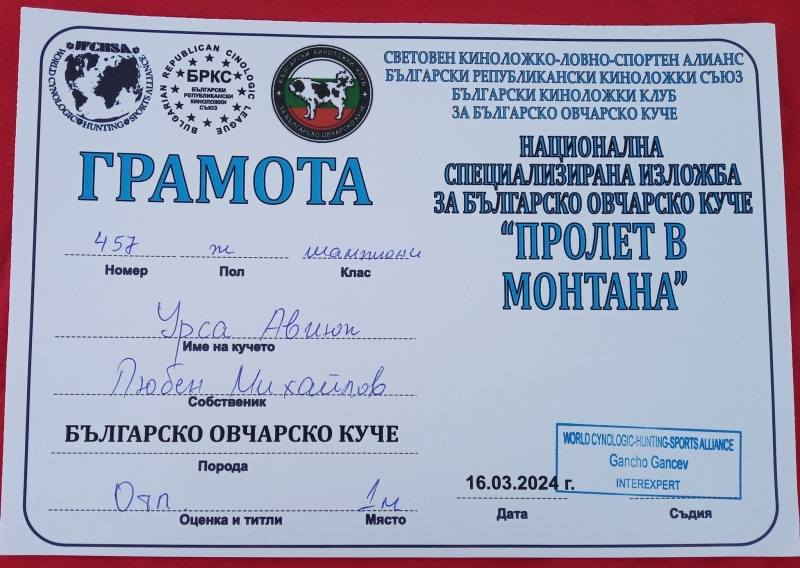 WCHSA
WORLD CYNOLOGIC HUNTING SPORTS ALLIANCE
BULGARIAN REPUBLICAN CINOLOGIC LEAGUE
БРКС
БЪЛГАРСКИ
РЕПУБЛИКАНСКИ
КИНОЛОЖКИ
СЪЮЗ
БЪЛГАРСКИ КИНОЛОЖКИ КЛУБ
ЗА БЪЛГАРСКО ОВЧАРСКО КУЧЕ
СВЕТОВЕН КИНОЛОЖКО-ЛОВНО-СПОРТЕН АЛИАНС
БЪЛГАРСКИ РЕПУБЛИКАНСКИ КИНОЛОЖКИ СЪЮЗ
БЪЛГАРСКИ КИНОЛОЖКИ КЛУБ
ЗА БЪЛГАРСКО ОВЧАРСКО КУЧЕ
НАЦИОНАЛНА
СПЕЦИАЛИЗИРАНА ИЗЛОЖБА
ЗА БЪЛГАРСКО ОВЧАРСКО КУЧЕ
“ПРОЛЕТ В
МОНТАНА”
ГРАМОТА
457 ж шампиони
Номер Пол Клас
Урса Авиюп
Име на кучето
Любен Михайлов
Собственик
БЪЛГАРСКО ОВЧАРСКО КУЧЕ
Порода
Отл. 1м
Оценка и титли Място
16.03.2024 г.
Дата
WORLD CYNOLOGIC-HUNTING-SPORTS ALLIANCE
Gancho Gancev
INTEREXPERT
Съдия